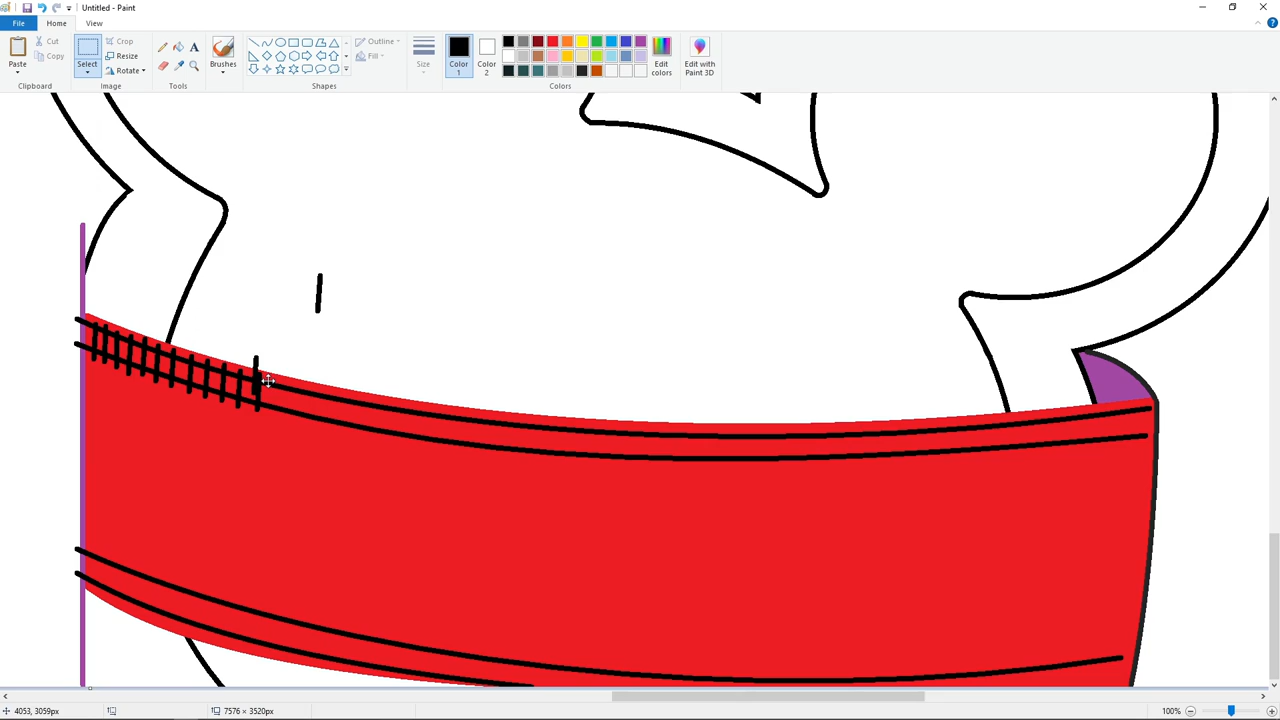 Untitled - Paint
File Home View
Paste Cut Copy Select Crop Resize Rotate A Brushes Outline Fill Size Color 1 Color 2 Edit colors Edit with Paint 3D
Clipboard Image Tools Shapes Colors
4053, 3059px 7576 × 3520px 100%